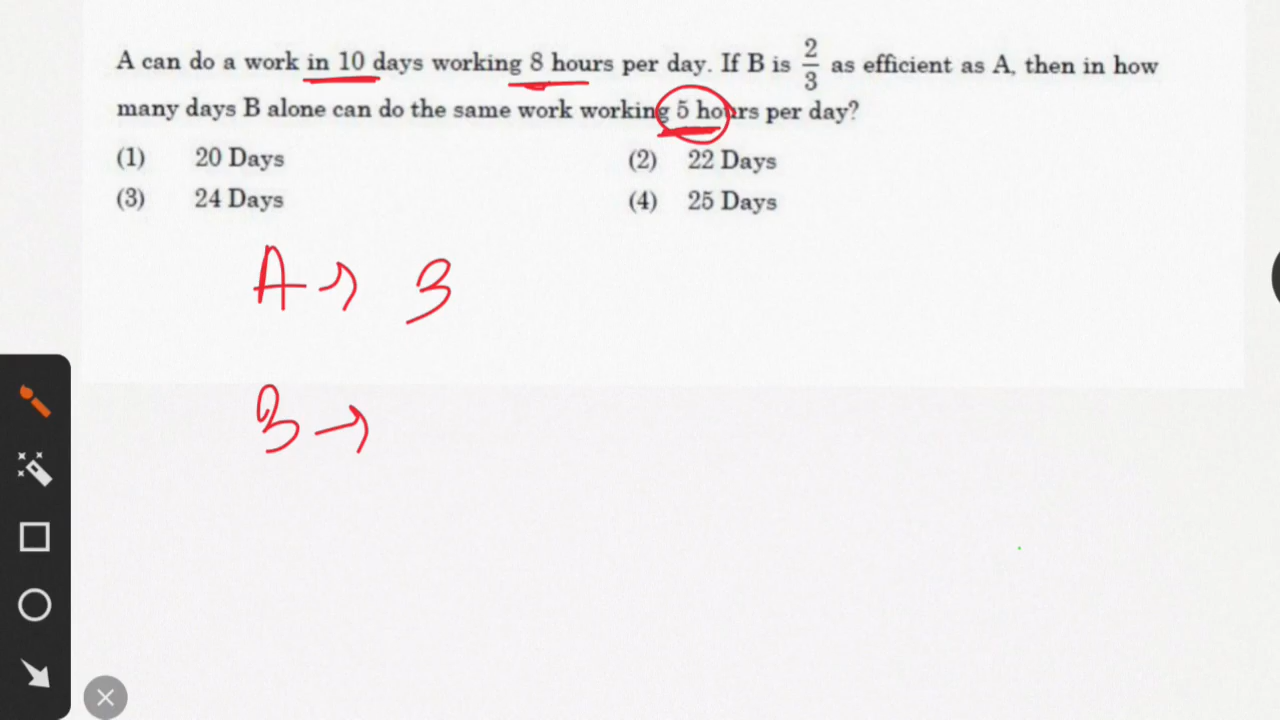 A can do a work in 10 days working 8 hours per day. If B is 2/3 as efficient as A, then in how
many days B alone can do the same work working 5 hours per day?
(1) 20 Days (2) 22 Days
(3) 24 Days (4) 25 Days
A → 3
B →